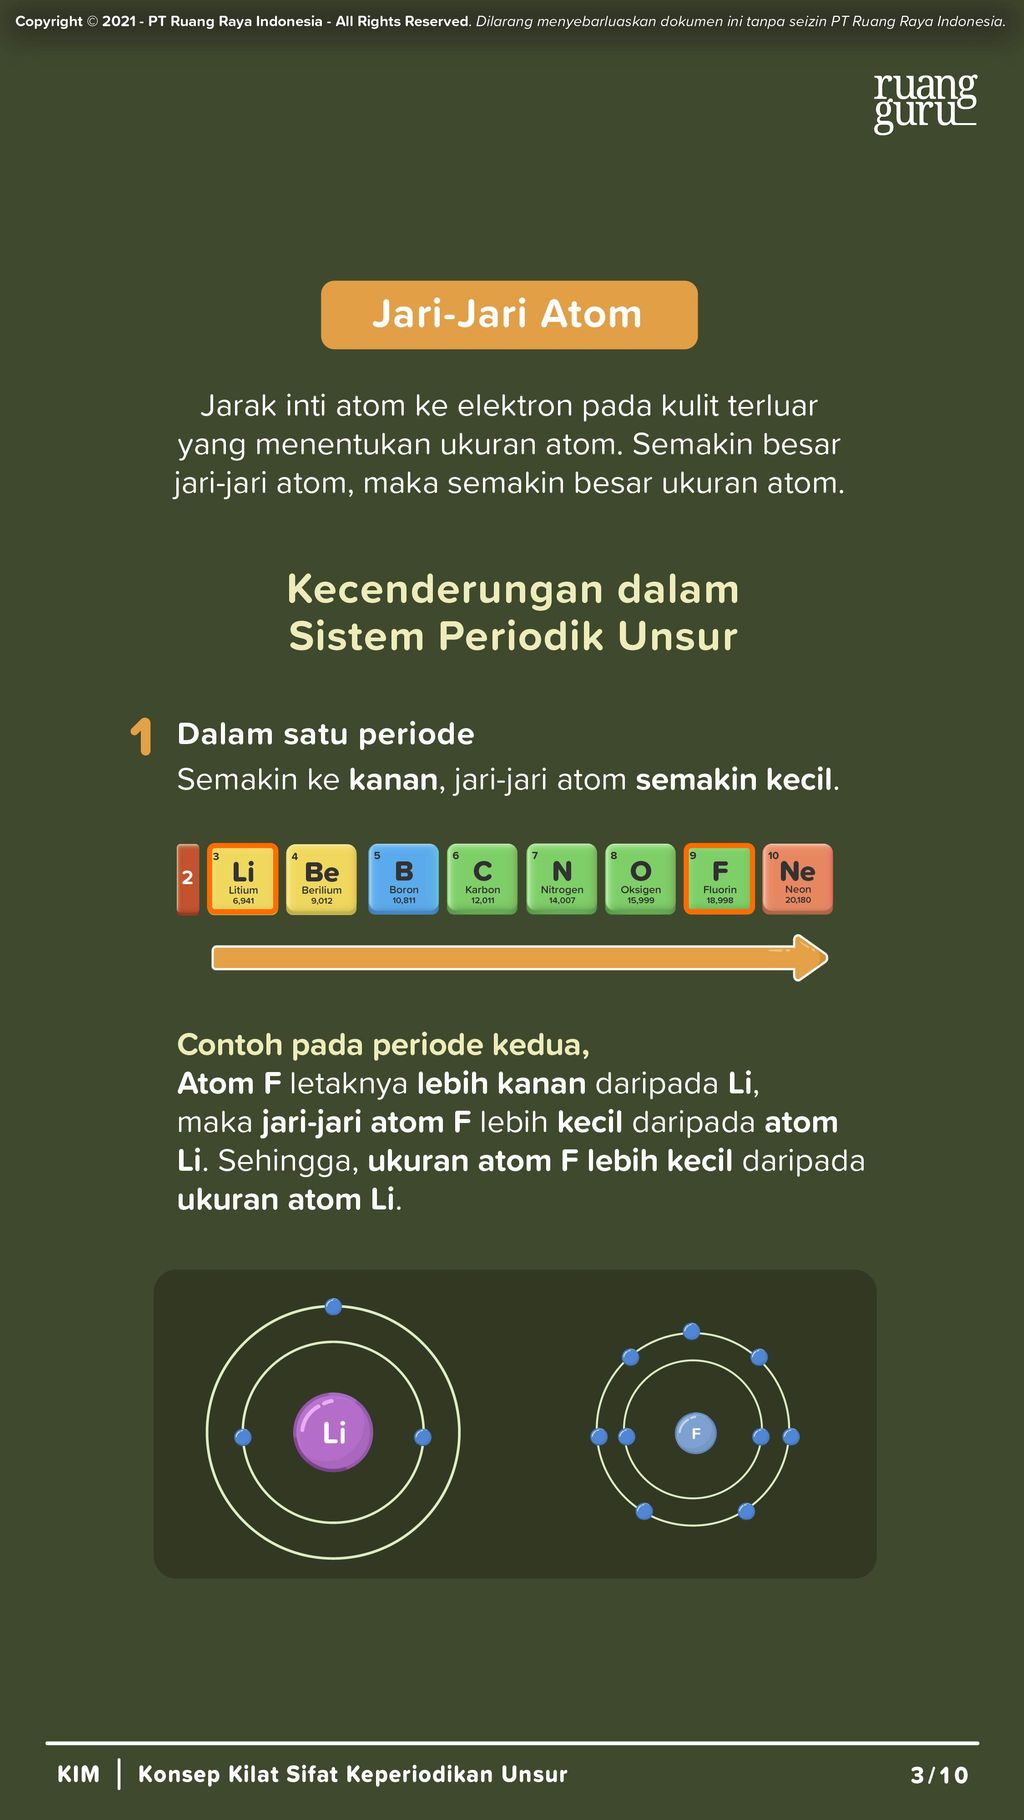 Copyright © 2021 - PT Ruang Raya Indonesia - All Rights Reserved. Dilarang menyebarluaskan dokumen ini tanpa seizin PT Ruang Raya Indonesia.
ruang
guru
Jari-Jari Atom
Jarak inti atom ke elektron pada kulit terluar
yang menentukan ukuran atom. Semakin besar
jari-jari atom, maka semakin besar ukuran atom.
Kecenderungan dalam
Sistem Periodik Unsur
1 Dalam satu periode
Semakin ke kanan, jari-jari atom semakin kecil.
2
3 Li Litium 6,941
4 Be Berilium 9,012
5 B Boron 10,811
6 C Karbon 12,011
7 N Nitrogen 14,007
8 O Oksigen 15,999
9 F Fluorin 18,998
10 Ne Neon 20,180
Contoh pada periode kedua,
Atom F letaknya lebih kanan daripada Li,
maka jari-jari atom F lebih kecil daripada atom
Li. Sehingga, ukuran atom F lebih kecil daripada
ukuran atom Li.
Li
F
KIM | Konsep Kilat Sifat Keperiodikan Unsur
3/10